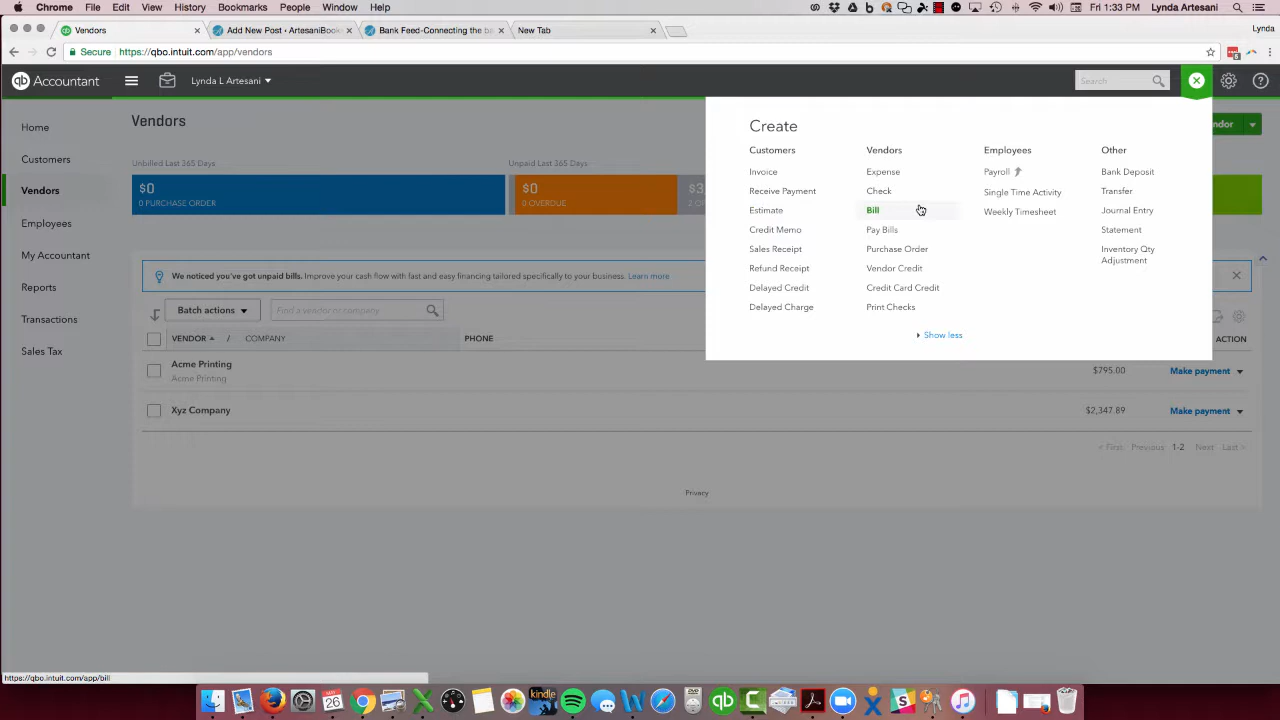 Chrome File Edit View History Bookmarks People Window Help Fri 1:33 PM Lynda Artesani
Vendors Add New Post ‹ ArtesaniBook Bank Feed-Connecting the ba New Tab Lynda
Secure https://qbo.intuit.com/app/vendors
qb Accountant Lynda L Artesani Search
Home
Customers
Vendors
Employees
My Accountant
Reports
Transactions
Sales Tax
Vendors
Unbilled Last 365 Days
Unpaid Last 365 Days
$0
0 PURCHASE ORDER
$0
0 OVERDUE
$3,
We noticed you've got unpaid bills. Improve your cash flow with fast and easy financing tailored specifically to your business. Learn more
Batch actions Find a vendor or company
VENDOR / COMPANY PHONE ACTION
Acme Printing
Acme Printing
$795.00 Make payment
Xyz Company $2,347.89 Make payment
< First Previous 1-2 Next Last >
Privacy
Create
Customers
Invoice
Receive Payment
Estimate
Credit Memo
Sales Receipt
Refund Receipt
Delayed Credit
Delayed Charge
Vendors
Expense
Check
Bill
Pay Bills
Purchase Order
Vendor Credit
Credit Card Credit
Print Checks
Employees
Payroll
Single Time Activity
Weekly Timesheet
Other
Bank Deposit
Transfer
Journal Entry
Statement
Inventory Qty
Adjustment
Show less
ndor
https://qbo.intuit.com/app/bill
kindle